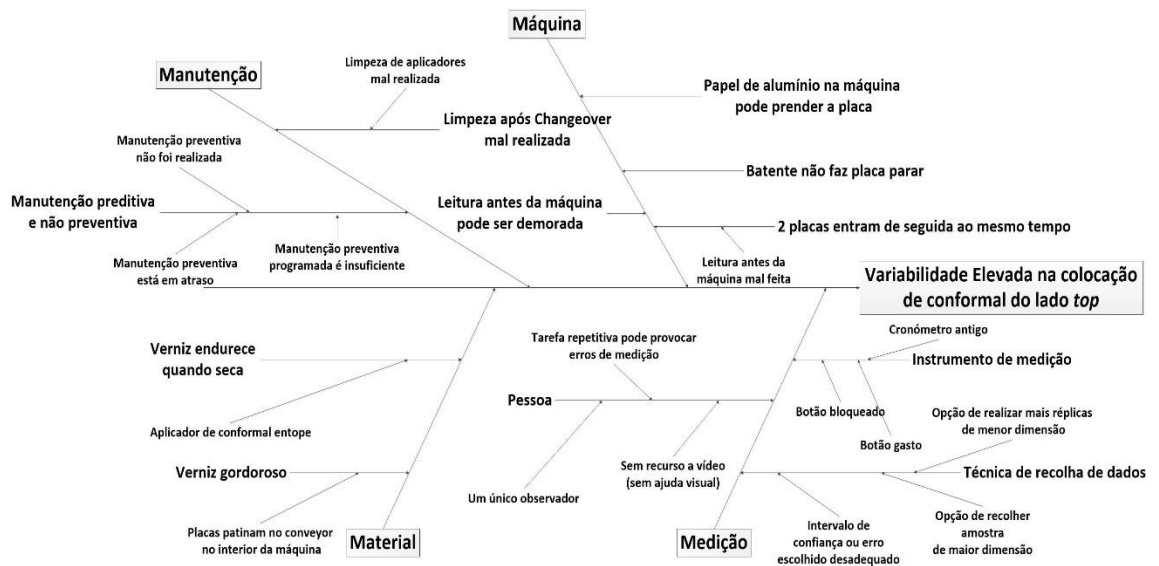 Máquina
Manutenção
Limpeza de aplicadores
mal realizada
Papel de alumínio na máquina
pode prender a placa
Limpeza após Changeover
mal realizada
Manutenção preventiva
não foi realizada
Batente não faz placa parar
Manutenção preditiva
e não preventiva
Leitura antes da máquina
pode ser demorada
2 placas entram de seguida ao mesmo tempo
Manutenção preventiva
programada é insuficiente
Manutenção preventiva
está em atraso
Leitura antes da
máquina mal feita
Variabilidade Elevada na colocação
de conformal do lado top
Verniz endurece
quando seca
Tarefa repetitiva pode provocar
erros de medição
Cronómetro antigo
Instrumento de medição
Pessoa
Botão bloqueado
Botão gasto
Aplicador de conformal entope
Opção de realizar mais réplicas
de menor dimensão
Verniz gordoroso
Um único observador
Sem recurso a vídeo
(sem ajuda visual)
Técnica de recolha de dados
Placas patinam no conveyor
no interior da máquina
Material
Medição
Intervalo de
confiança ou erro
escolhido desadequado
Opção de recolher
amostra
de maior dimensão